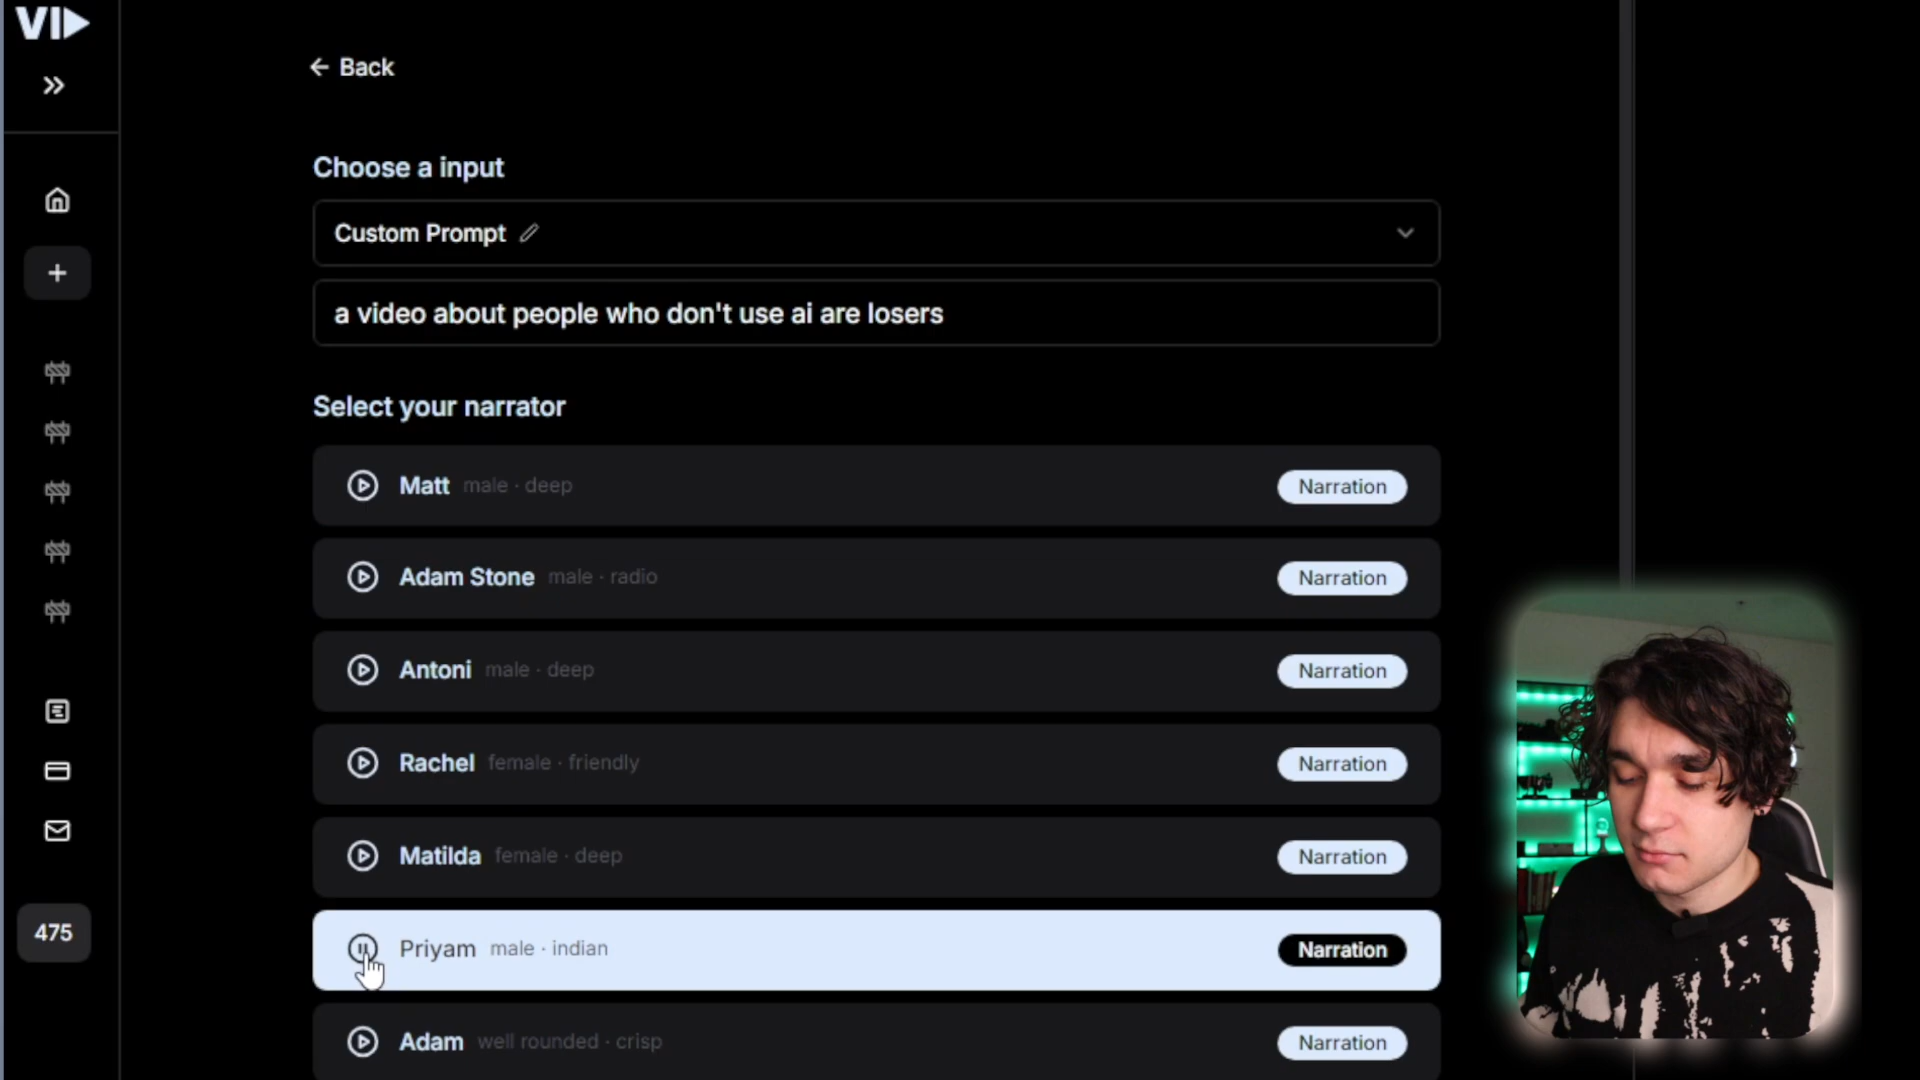 VI
Back
Choose a input
Custom Prompt
a video about people who don't use ai are losers
Select your narrator
Matt male · deep Narration
Adam Stone male · radio Narration
Antoni male · deep Narration
Rachel female · friendly Narration
Matilda female · deep Narration
Priyam male · indian Narration
Adam well rounded · crisp Narration
475